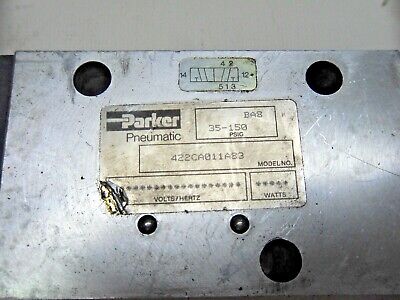 4 2
14 12
5 1 3
Parker
Pneumatic
BA8
35-150
PSIG
422CA011A83
MODEL NO.
*****************
VOLTS/HERTZ
*****
WATTS